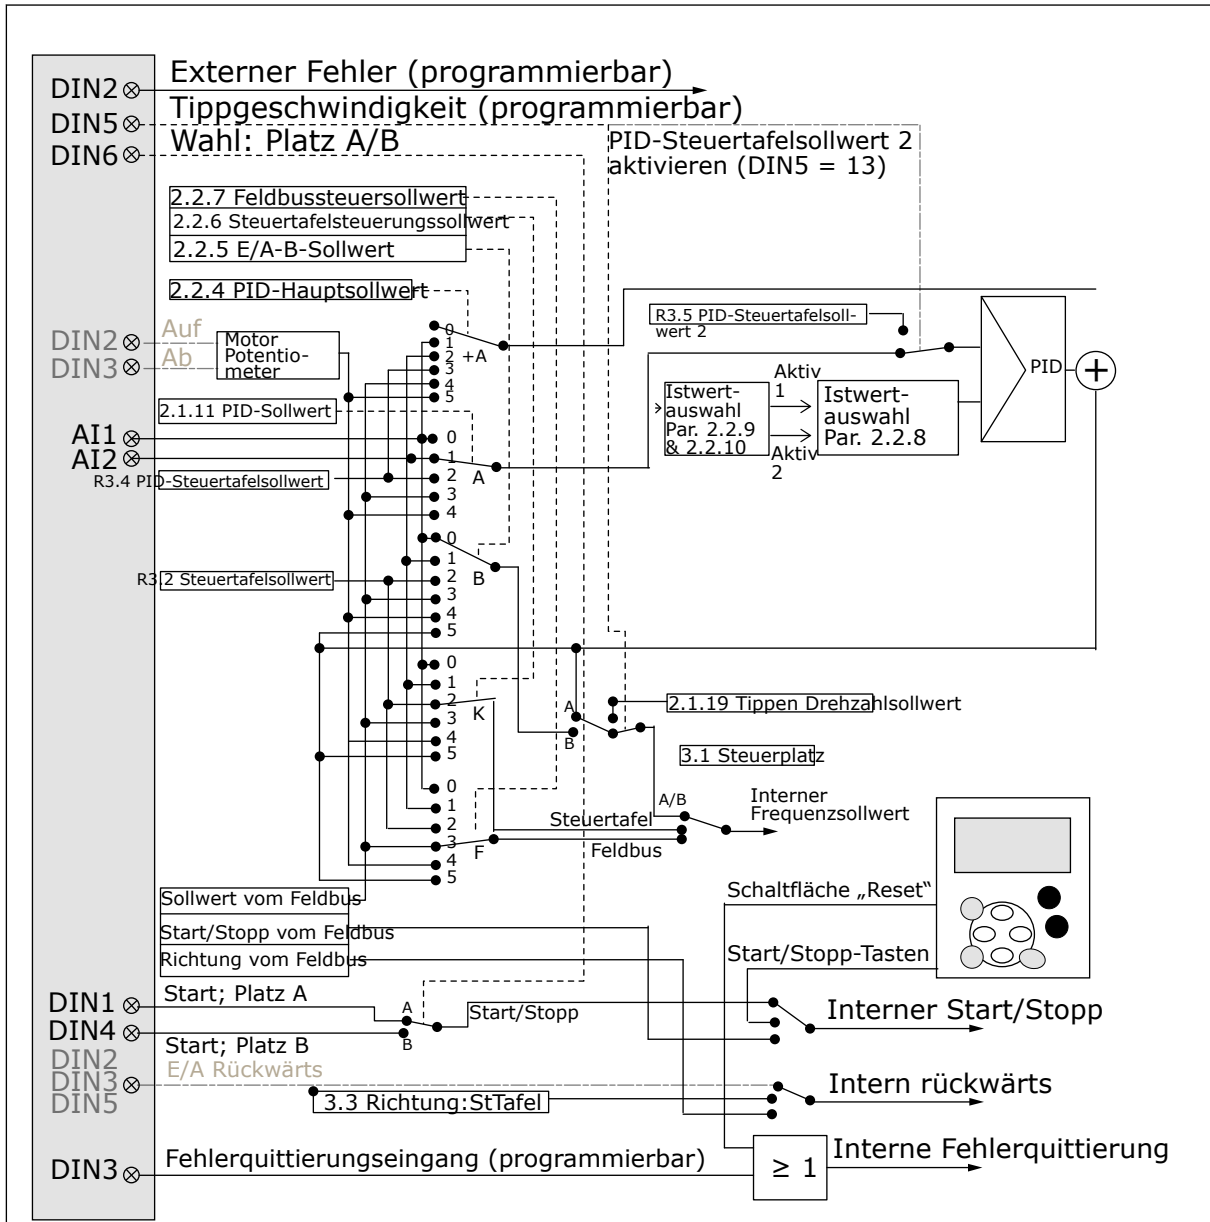 DIN2
Externer Fehler (programmierbar)
DIN5
Tippgeschwindigkeit (programmierbar)
DIN6
Wahl: Platz A/B
PID-Steuertafelsollwert 2
aktivieren (DIN5 = 13)
2.2.7 Feldbussteuersollwert
2.2.6 Steuertafelsteuerungssollwert
2.2.5 E/A-B-Sollwert
2.2.4 PID-Hauptsollwert
R3.5 PID-Steuertafelsoll-
wert 2
DIN2
Auf
DIN3
Ab
Motor
Potentio-
meter
0
1
2 +A
3
4
5
PID
+
Istwert-
auswahl
Par. 2.2.9
& 2.2.10
Aktiv
1
Aktiv
2
Istwert-
auswahl
Par. 2.2.8
2.1.11 PID-Sollwert
AI1
AI2
R3.4 PID-Steuertafelsollwert
0
1
2
3
4
A
R3.2 Steuertafelsollwert
0
1
2
3
4
5
B
0
1
2
3
4
5
K
A
B
2.1.19 Tippen Drehzahlsollwert
3.1 Steuerplatz
0
1
2
3
4
5
F
A/B
Steuertafel
Feldbus
Interner
Frequenzsollwert
Sollwert vom Feldbus
Start/Stopp vom Feldbus
Richtung vom Feldbus
Schaltfläche „Reset“
Start/Stopp-Tasten
DIN1
Start; Platz A
DIN4
Start; Platz B
A
B
Start/Stopp
Interner Start/Stopp
DIN2
DIN3
DIN5
E/A Rückwärts
3.3 Richtung:StTafel
Intern rückwärts
DIN3
Fehlerquittierungseingang (programmierbar)
≥ 1
Interne Fehlerquittierung